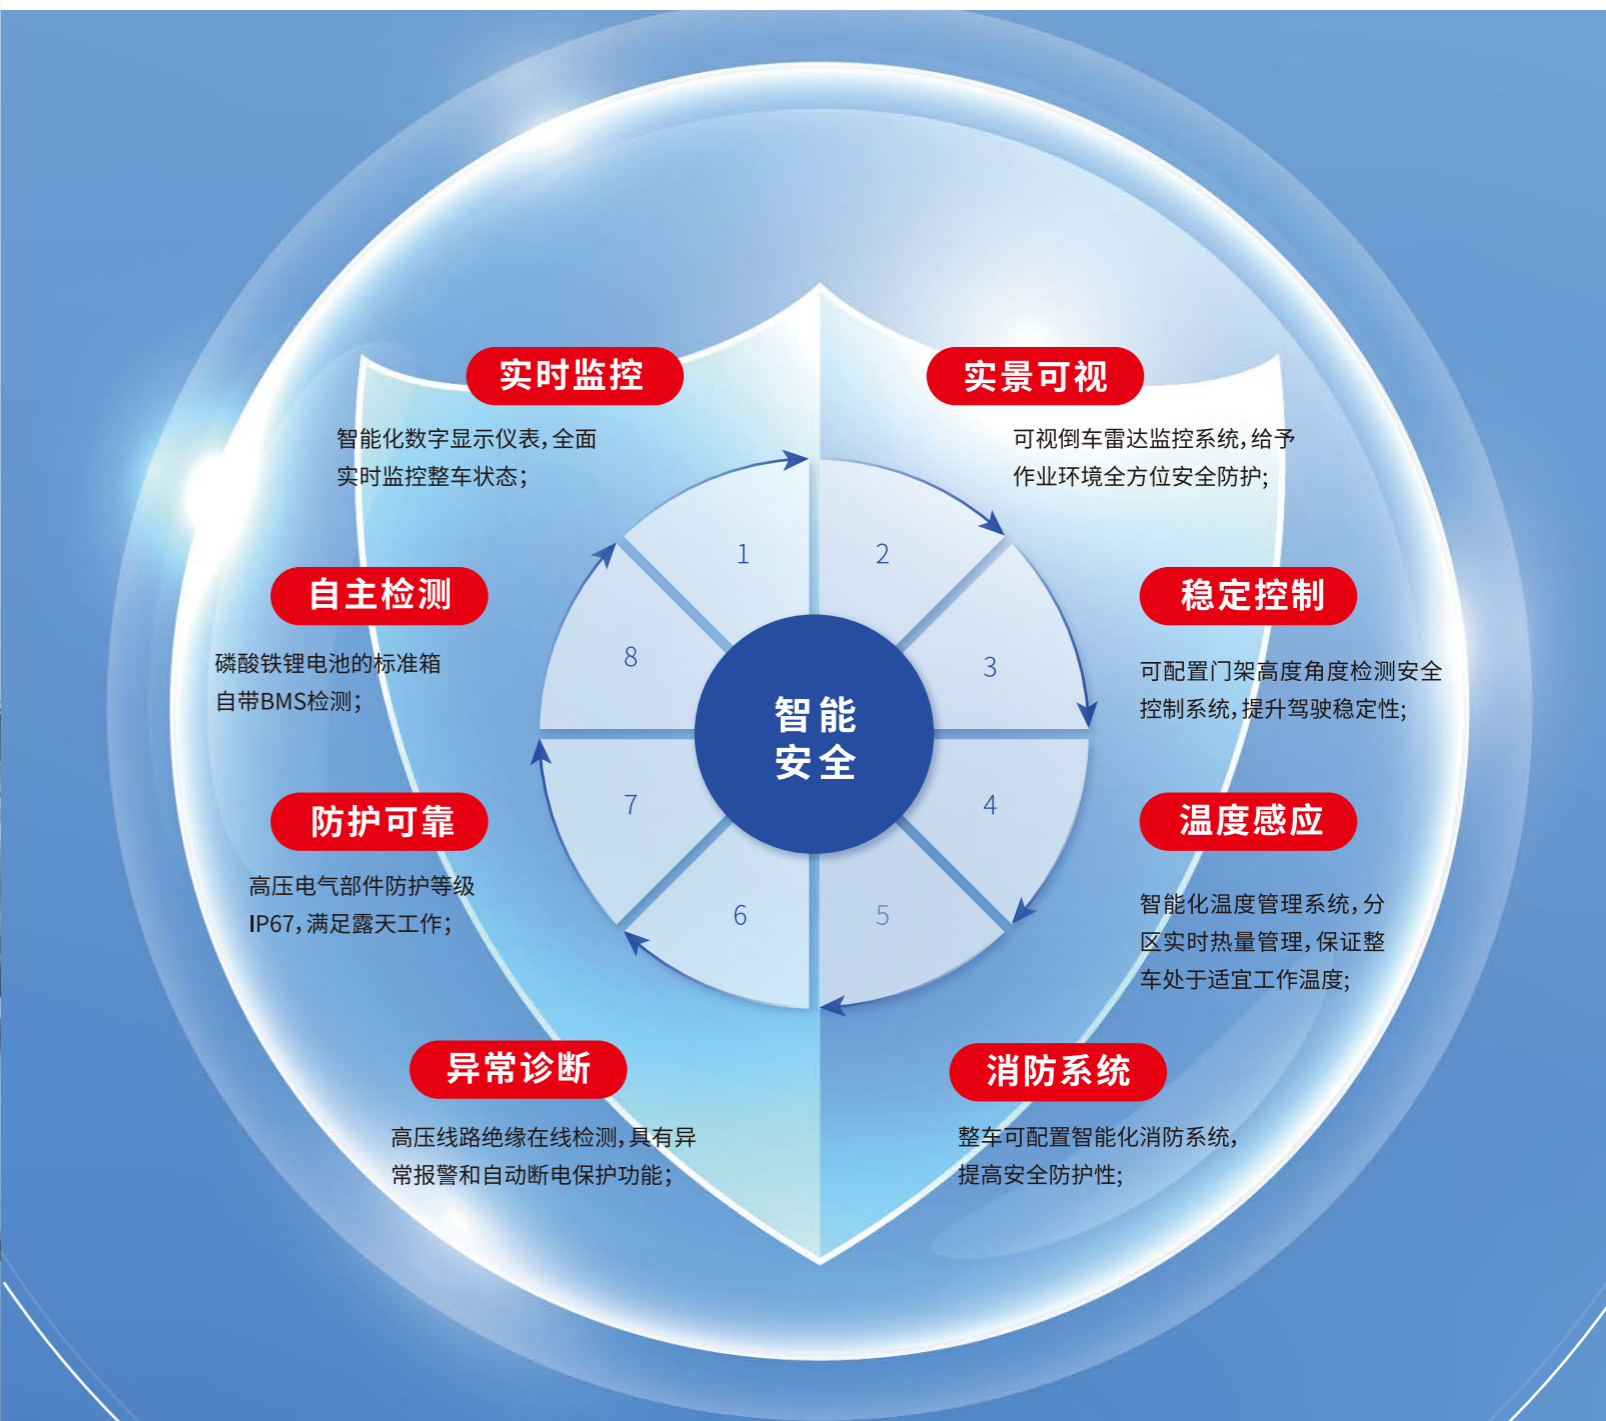 实时监控
智能化数字显示仪表，全面
实时监控整车状态；
实景可视
可视倒车雷达监控系统，给予
作业环境全方位安全防护;
自主检测
磷酸铁锂电池的标准箱
自带BMS检测；
稳定控制
可配置门架高度角度检测安全
控制系统，提升驾驶稳定性;
防护可靠
高压电气部件防护等级
IP67，满足露天工作；
温度感应
智能化温度管理系统，分
区实时热量管理，保证整
车处于适宜工作温度;
异常诊断
高压线路绝缘在线检测，具有异
常报警和自动断电保护功能；
消防系统
整车可配置智能化消防系统，
提高安全防护性;
智能
安全
1
2
3
4
5
6
7
8